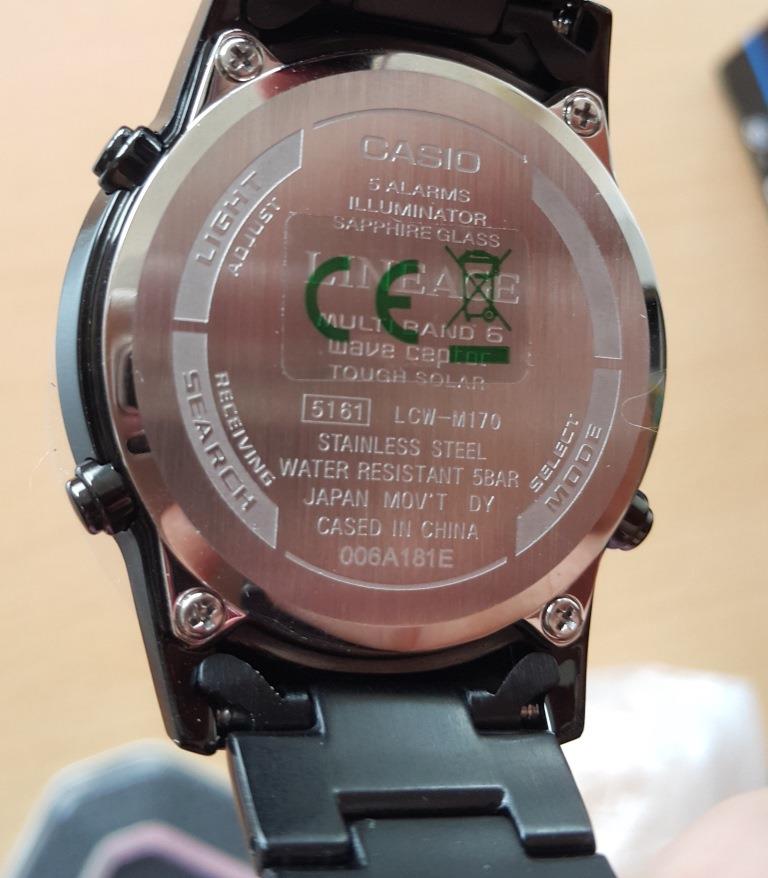 CASIO
5 ALARMS
ILLUMINATOR
SAPPHIRE GLASS
LINEAGE
CE
MULTI BAND 6
wave ceptor
TOUGH SOLAR
5161 LCW-M170
STAINLESS STEEL
WATER RESISTANT 5BAR
JAPAN MOV'T DY
CASED IN CHINA
006A181E
LIGHT
ADJUST
RECEIVING
SEARCH
SELECT
MODE